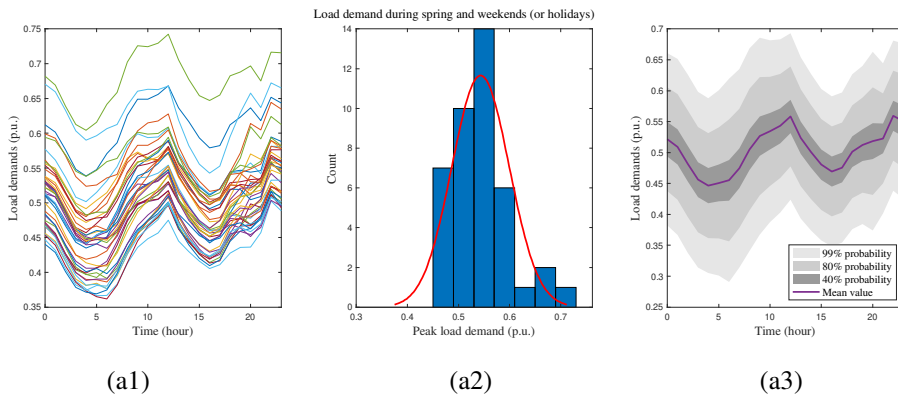 Load demand during spring and weekends (or holidays)
Load demands (p.u.)
0.75
0.7
0.65
0.6
0.55
0.5
0.45
0.4
0.35
0 5 10 15 20
Time (hour)
(a1)
Count
14
12
10
8
6
4
2
0
0.3 0.4 0.5 0.6 0.7
Peak load demand (p.u.)
(a2)
Load demands (p.u.)
0.7
0.65
0.6
0.55
0.5
0.45
0.4
0.35
0.3
0.25
99% probability
80% probability
40% probability
Mean value
0 5 10 15 20
Time (hour)
(a3)